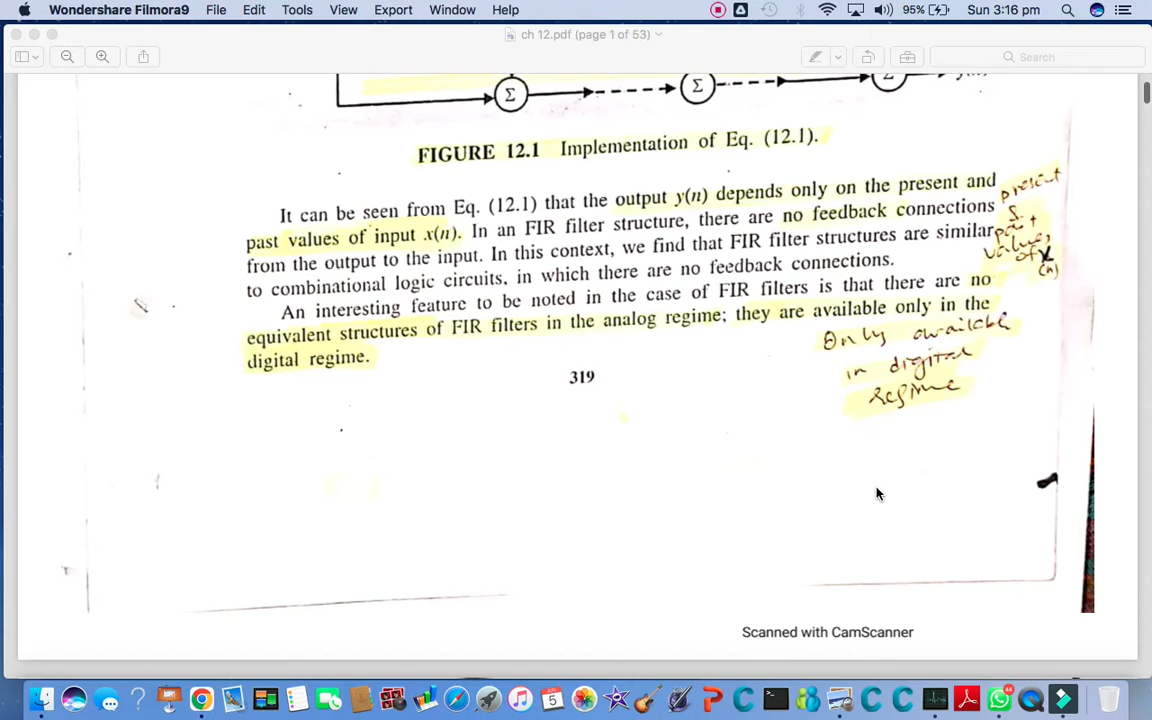 Wondershare Filmora9 File Edit Tools View Export Window Help 95% Sun 3:16 pm
ch 12.pdf (page 1 of 53)
Search
Σ Σ Σ
FIGURE 12.1 Implementation of Eq. (12.1).
It can be seen from Eq. (12.1) that the output y(n) depends only on the present and
past values of input x(n). In an FIR filter structure, there are no feedback connections
from the output to the input. In this context, we find that FIR filter structures are similar
to combinational logic circuits, in which there are no feedback connections.
An interesting feature to be noted in the case of FIR filters is that there are no
equivalent structures of FIR filters in the analog regime; they are available only in the
digital regime.
present
values
of x
(n)
Only available
in digital
regime
319
Scanned with CamScanner
5